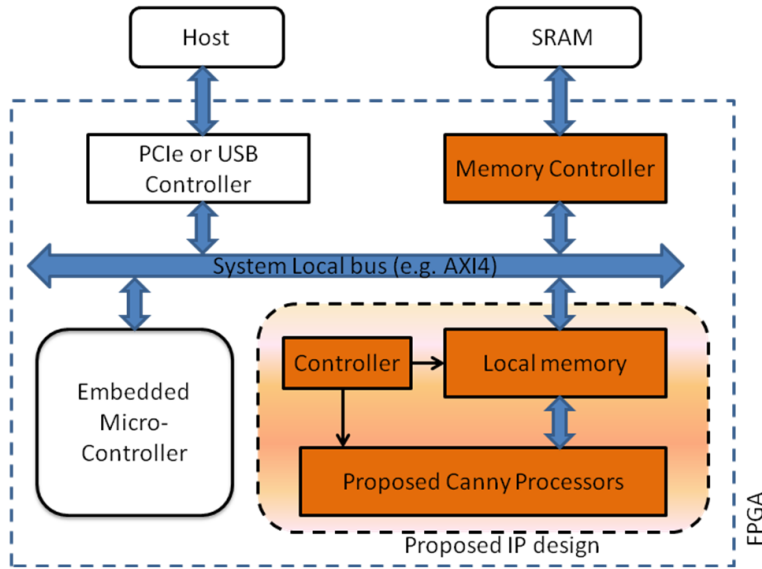 Host
SRAM
PCIe or USB
Controller
Memory Controller
System Local bus (e.g. AXI4)
Embedded
Micro-
Controller
Controller
Local memory
Proposed Canny Processors
Proposed IP design
FPGA